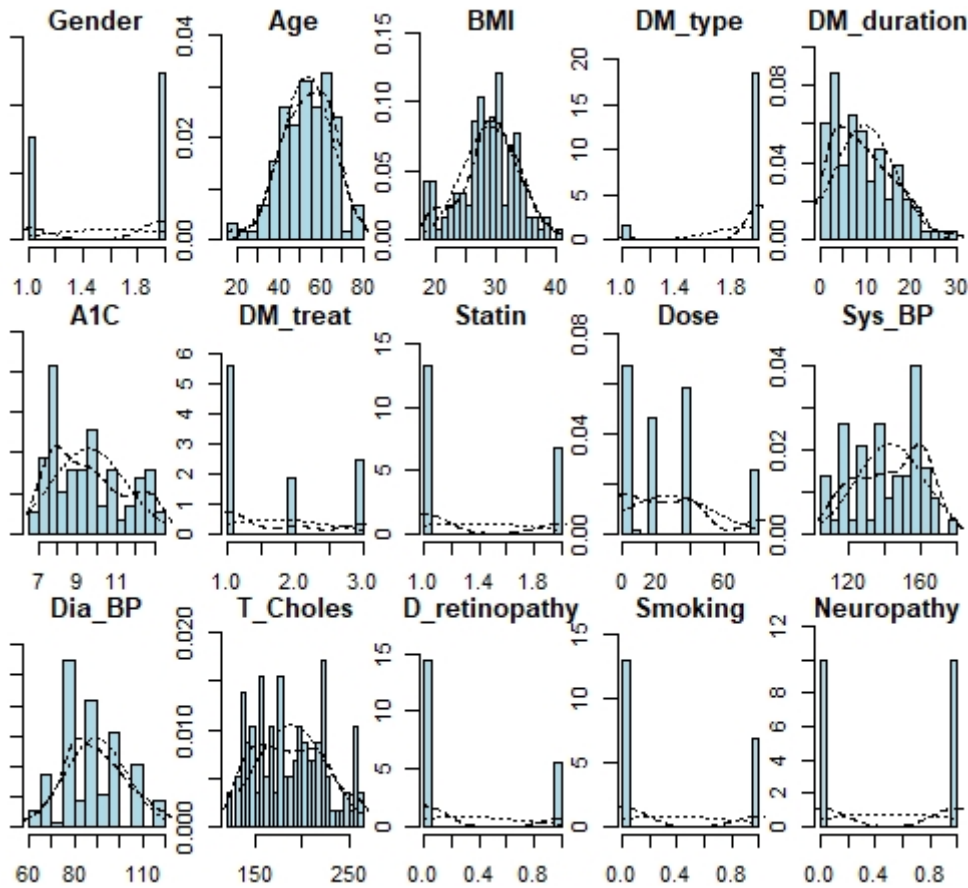 Gender Age BMI DM_type DM_duration
0.04 0.02 0.00
0.15 0.10 0.05 0.00
20 15 10 5 0
0.08 0.04 0.00
1.0 1.4 1.8 20 40 60 80 20 30 40 1.0 1.4 1.8 0 10 20 30
A1C DM_treat Statin Dose Sys_BP
6 5 4 3 2 1 0
15 10 5 0
0.08 0.04 0.00
0.04 0.02 0.00
7 9 11 1.0 2.0 3.0 1.0 1.4 1.8 0 20 60 120 160
Dia_BP T_Choles D_retinopathy Smoking Neuropathy
0.020 0.010 0.000
15 10 5 0
15 10 5 0
12 10 8 6 4 2 0
60 80 110 150 250 0.0 0.4 0.8 0.0 0.4 0.8 0.0 0.4 0.8